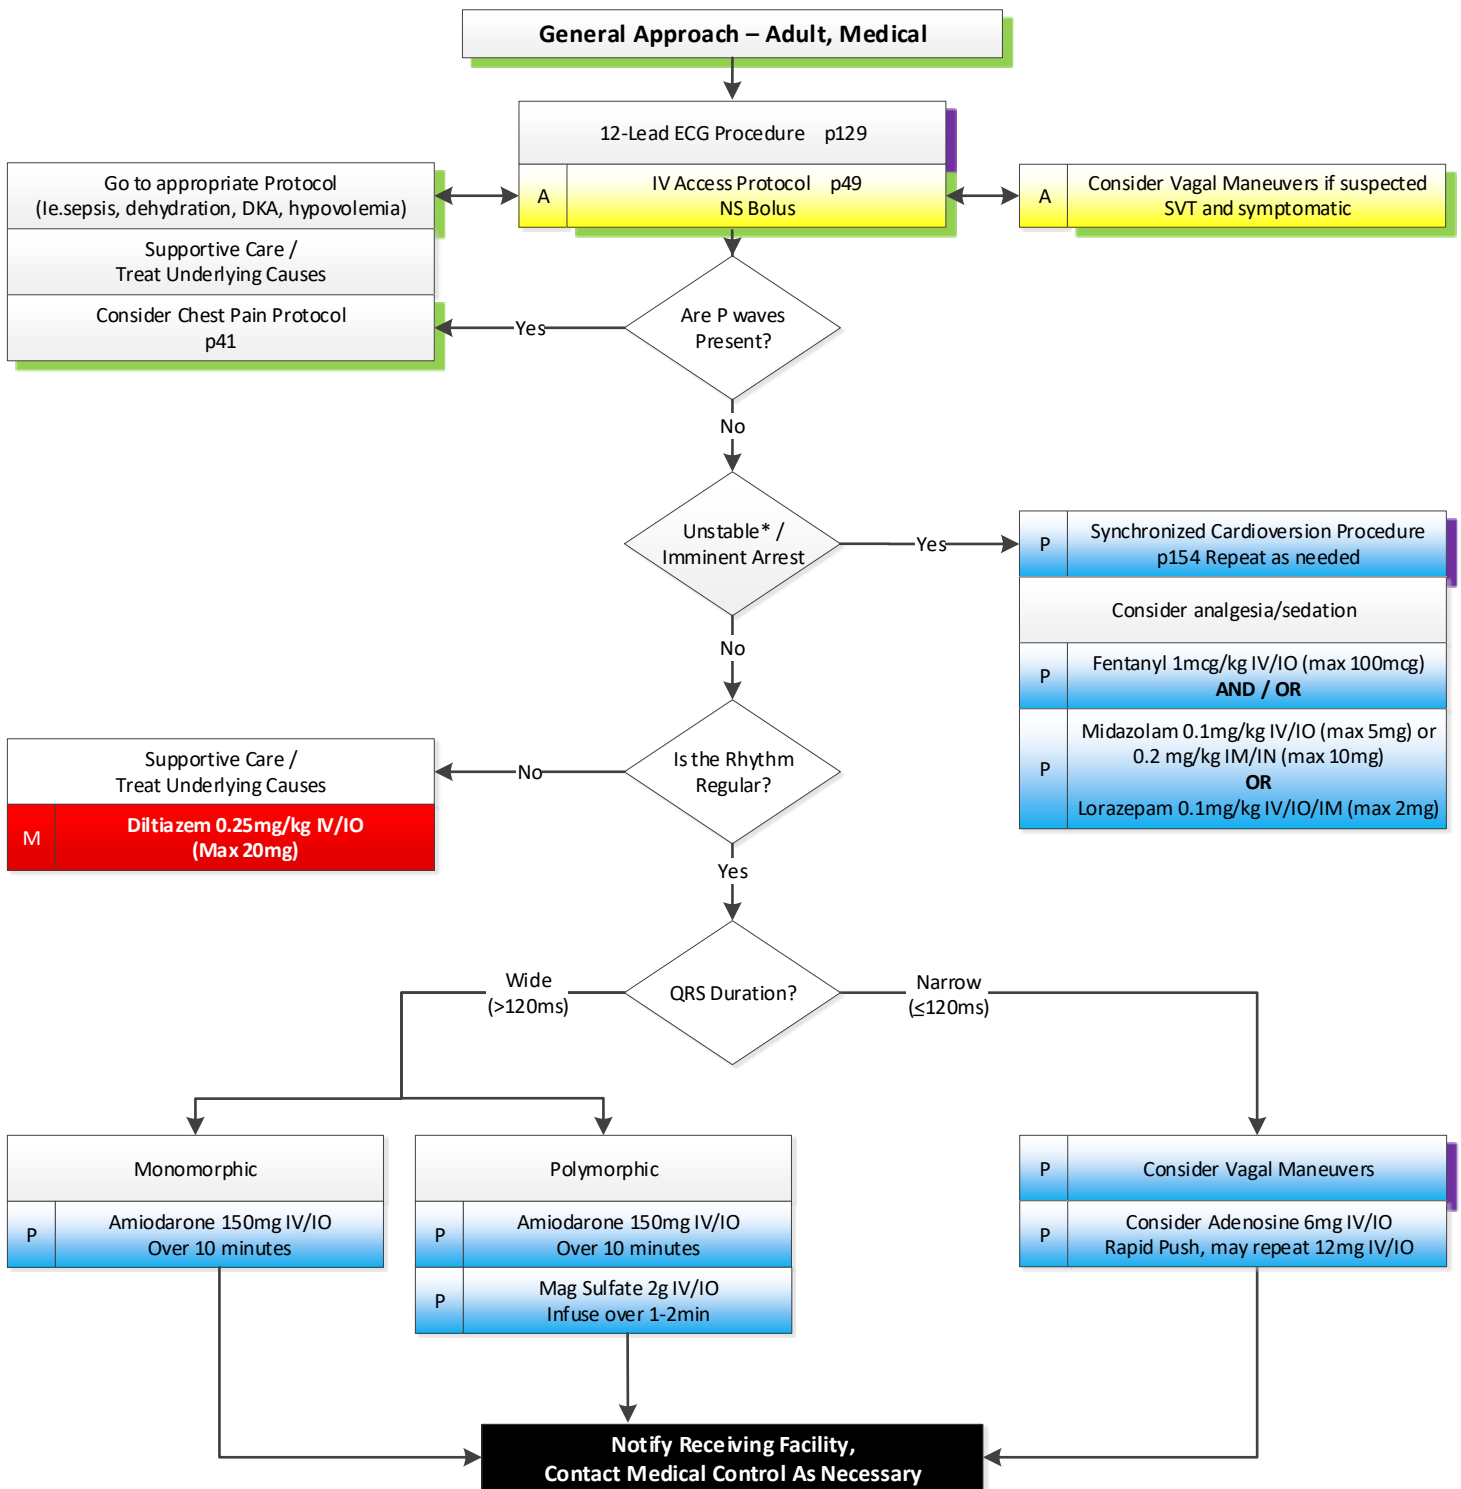 General Approach – Adult, Medical
12-Lead ECG Procedure p129
A
IV Access Protocol p49
NS Bolus
Go to appropriate Protocol
(Ie.sepsis, dehydration, DKA, hypovolemia)
Supportive Care /
Treat Underlying Causes
Consider Chest Pain Protocol
p41
A
Consider Vagal Maneuvers if suspected
SVT and symptomatic
Are P waves
Present?
Yes
No
Unstable* /
Imminent Arrest
Yes
No
P
Synchronized Cardioversion Procedure
p154 Repeat as needed
Consider analgesia/sedation
P
Fentanyl 1mcg/kg IV/IO (max 100mcg)
AND / OR
P
Midazolam 0.1mg/kg IV/IO (max 5mg) or
0.2 mg/kg IM/IN (max 10mg)
OR
Lorazepam 0.1mg/kg IV/IO/IM (max 2mg)
Is the Rhythm
Regular?
No
Yes
Supportive Care /
Treat Underlying Causes
M
Diltiazem 0.25mg/kg IV/IO
(Max 20mg)
QRS Duration?
Wide
(>120ms)
Narrow
(≤120ms)
Monomorphic
P
Amiodarone 150mg IV/IO
Over 10 minutes
Polymorphic
P
Amiodarone 150mg IV/IO
Over 10 minutes
P
Mag Sulfate 2g IV/IO
Infuse over 1-2min
P
Consider Vagal Maneuvers
P
Consider Adenosine 6mg IV/IO
Rapid Push, may repeat 12mg IV/IO
Notify Receiving Facility,
Contact Medical Control As Necessary